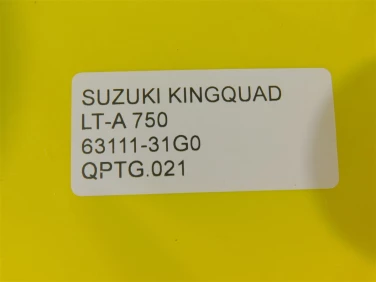 SUZUKI KINGQUAD
LT-A 750
63111-31G0
QPTG.021